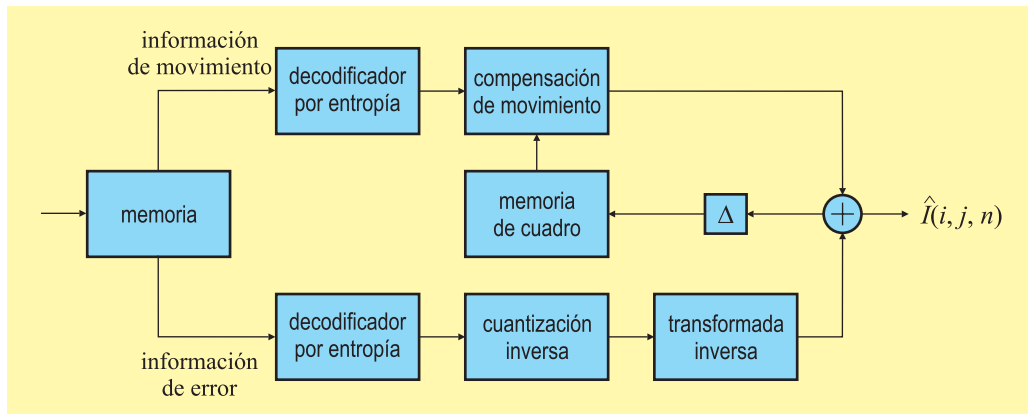 información
de movimiento
decodificador
por entropía
compensación
de movimiento
memoria
memoria
de cuadro
Δ
+
Î(i, j, n)
decodificador
por entropía
cuantización
inversa
transformada
inversa
información
de error